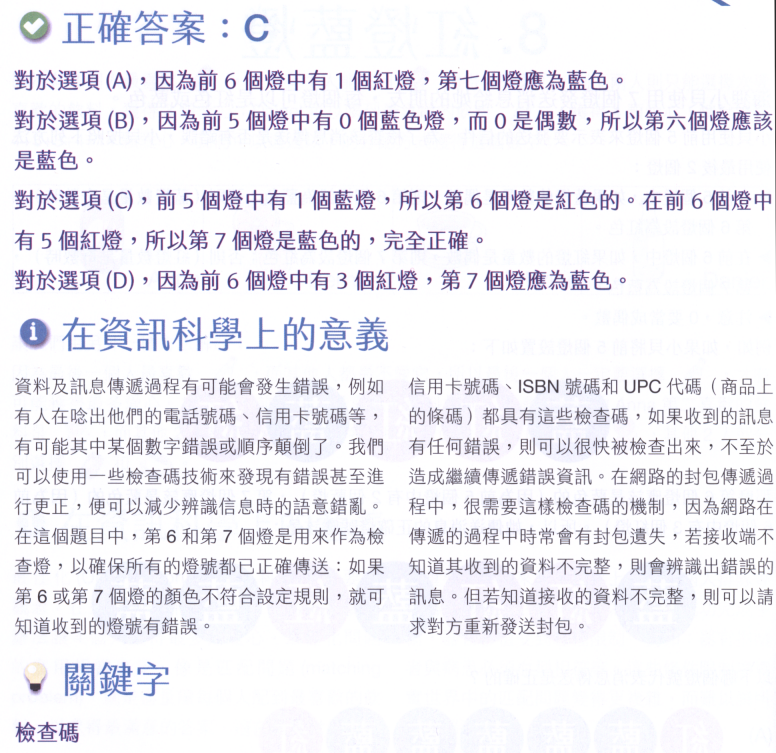 正確答案：C
對於選項 (A)，因為前 6 個燈中有 1 個紅燈，第七個燈應為藍色。
對於選項 (B)，因為前 5 個燈中有 0 個藍色燈，而 0 是偶數，所以第六個燈應該
是藍色。
對於選項 (C)，前 5 個燈中有 1 個藍燈，所以第 6 個燈是紅色的。在前 6 個燈中
有 5 個紅燈，所以第 7 個燈是藍色的，完全正確。
對於選項 (D)，因為前 6 個燈中有 3 個紅燈，第 7 個燈應為藍色。
在資訊科學上的意義
資料及訊息傳遞過程有可能會發生錯誤，例如
有人在唸出他們的電話號碼、信用卡號碼等，
有可能其中某個數字錯誤或順序顛倒了。我們
可以使用一些檢查碼技術來發現有錯誤甚至進
行更正，便可以減少辨識信息時的語意錯亂。
在這個題目中，第 6 和第 7 個燈是用來作為檢
查燈，以確保所有的燈號都已正確傳送：如果
第 6 或第 7 個燈的顏色不符合設定規則，就可
知道收到的燈號有錯誤。
信用卡號碼、ISBN 號碼和 UPC 代碼（商品上
的條碼）都具有這些檢查碼，如果收到的訊息
有任何錯誤，則可以很快被檢查出來，不至於
造成繼續傳遞錯誤資訊。在網路的封包傳遞過
程中，很需要這樣檢查碼的機制，因為網路在
傳遞的過程中時常會有封包遺失，若接收端不
知道其收到的資料不完整，則會辨識出錯誤的
訊息。但若知道接收的資料不完整，則可以請
求對方重新發送封包。
關鍵字
檢查碼